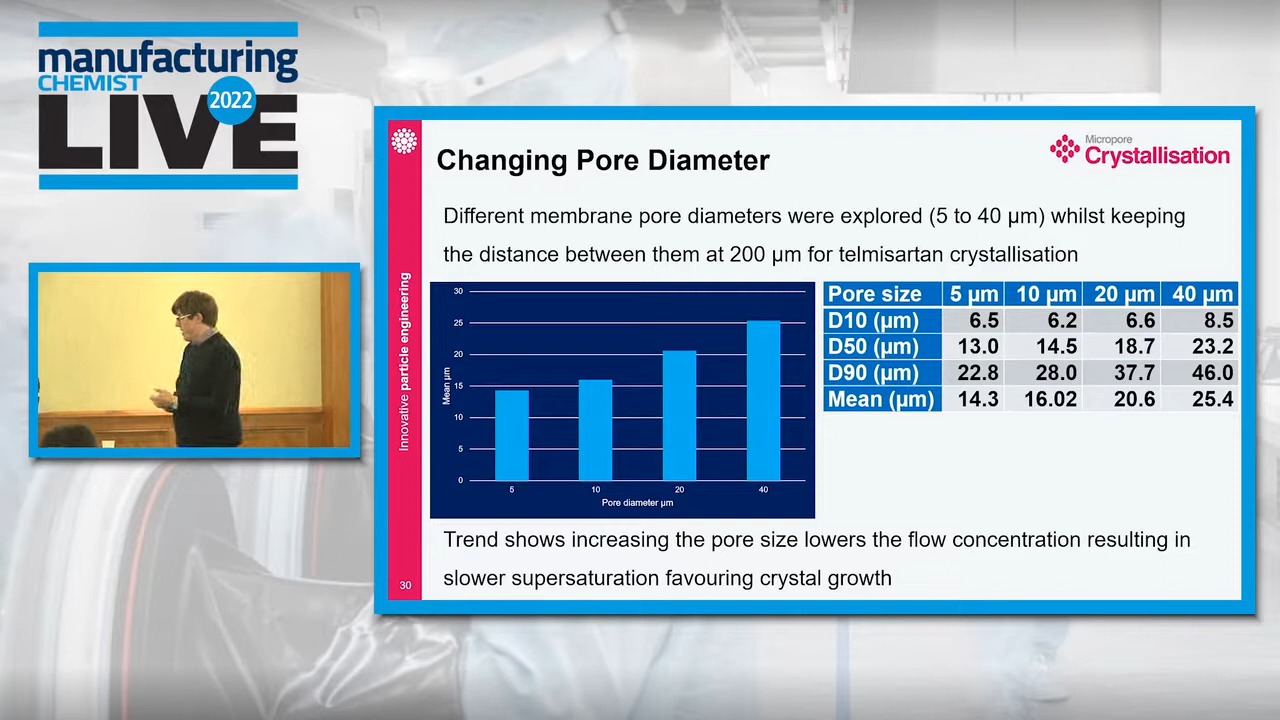 manufacturing
CHEMIST
2022
LIVE
Micropore
Crystallisation
Changing Pore Diameter
Different membrane pore diameters were explored (5 to 40 µm) whilst keeping
the distance between them at 200 µm for telmisartan crystallisation
Innovative particle engineering
30
25
20
15
10
5
0
Mean µm
5 10 20 40
Pore diameter µm
Pore size 5 µm 10 µm 20 µm 40 µm
D10 (µm) 6.5 6.2 6.6 8.5
D50 (µm) 13.0 14.5 18.7 23.2
D90 (µm) 22.8 28.0 37.7 46.0
Mean (µm) 14.3 16.02 20.6 25.4
Trend shows increasing the pore size lowers the flow concentration resulting in
slower supersaturation favouring crystal growth
30